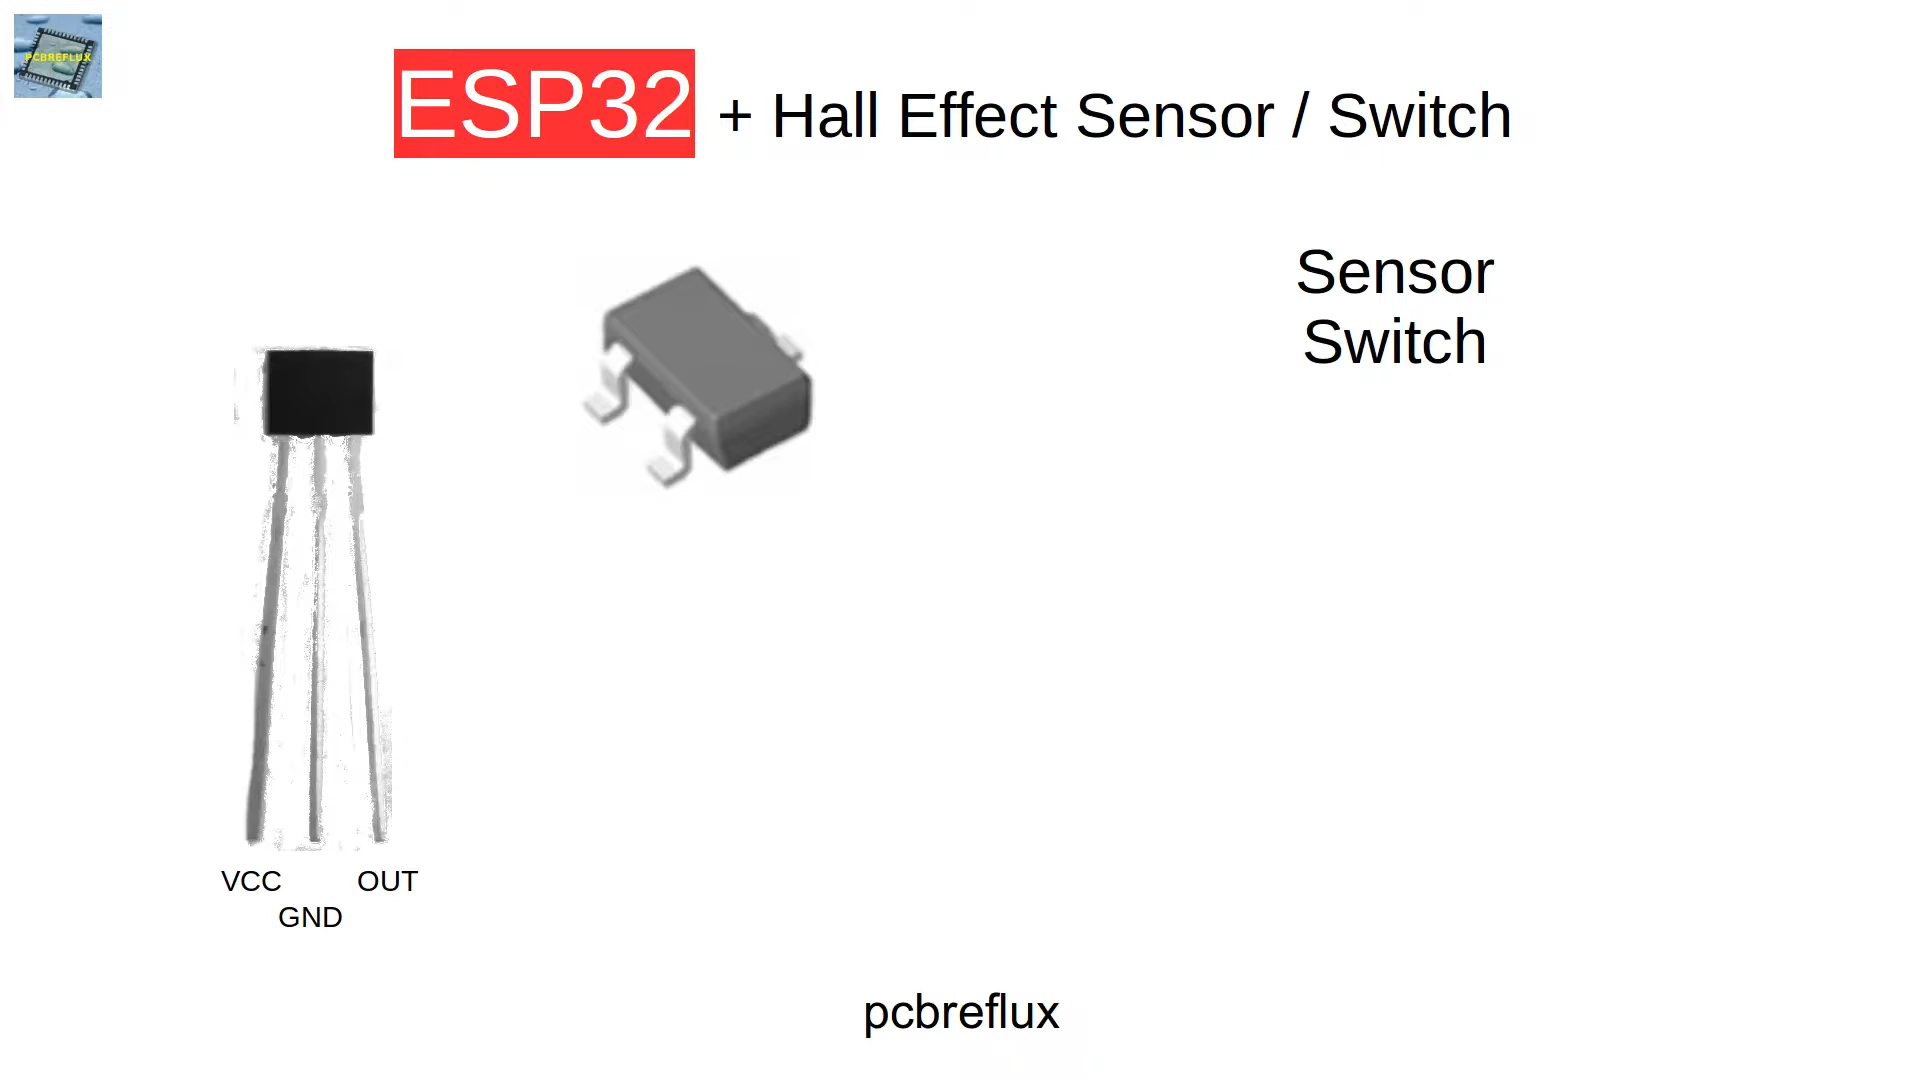 PCBREFLUX
ESP32 + Hall Effect Sensor / Switch
Sensor
Switch
VCC OUT
GND
pcbreflux